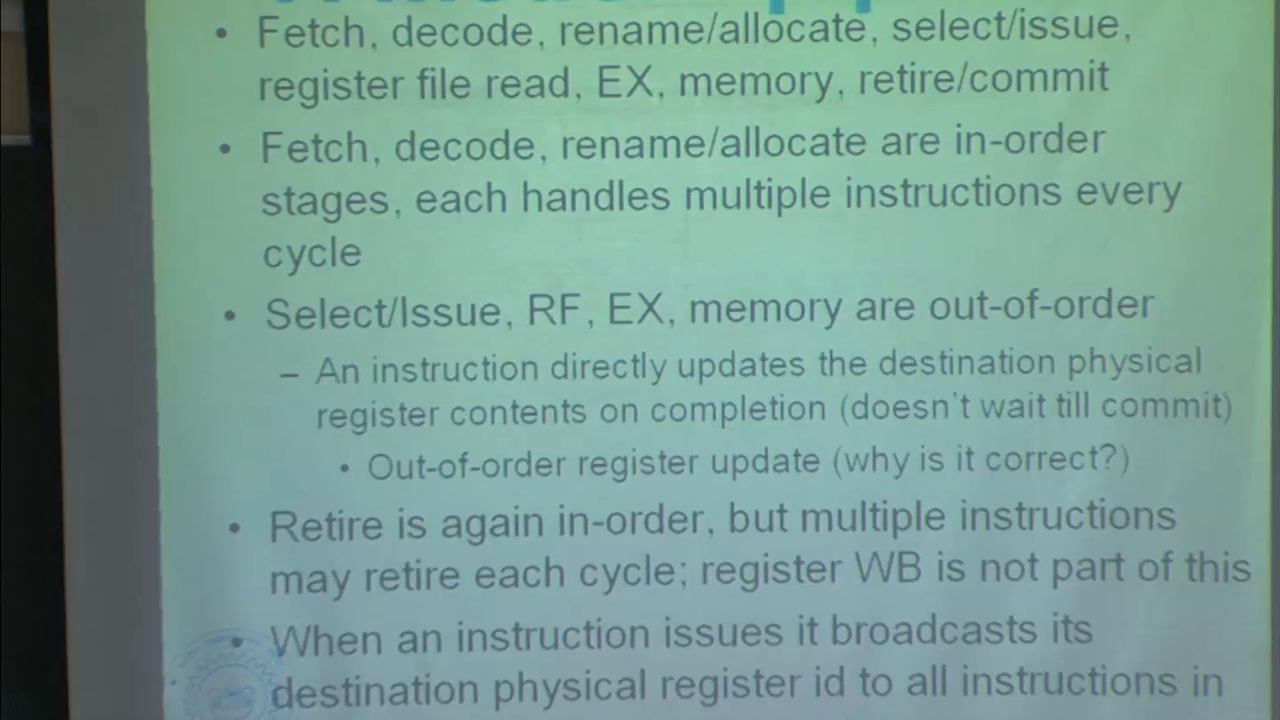 • Fetch, decode, rename/allocate, select/issue,
register file read, EX, memory, retire/commit
• Fetch, decode, rename/allocate are in-order
stages, each handles multiple instructions every
cycle
• Select/Issue, RF, EX, memory are out-of-order
– An instruction directly updates the destination physical
register contents on completion (doesn't wait till commit)
• Out-of-order register update (why is it correct?)
• Retire is again in-order, but multiple instructions
may retire each cycle; register WB is not part of this
• When an instruction issues it broadcasts its
destination physical register id to all instructions in